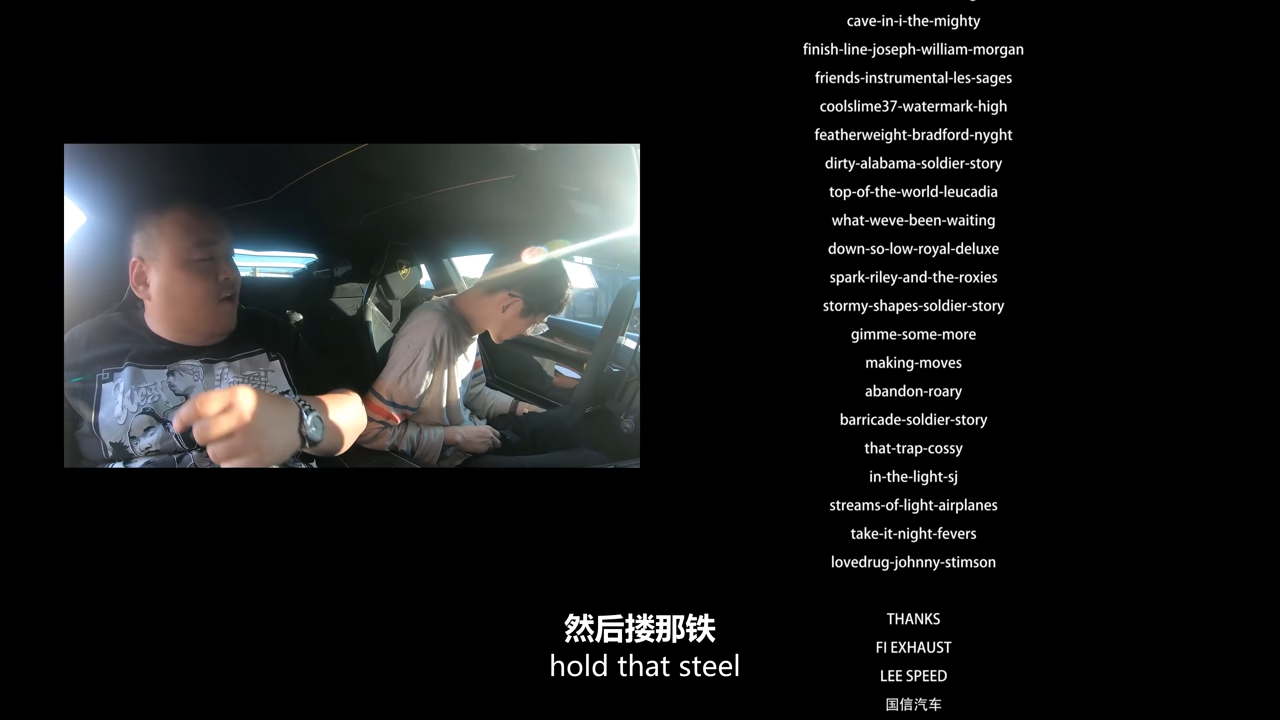 cave-in-i-the-mighty
finish-line-joseph-william-morgan
friends-instrumental-les-sages
coolslime37-watermark-high
featherweight-bradford-nyght
dirty-alabama-soldier-story
top-of-the-world-leucadia
what-weve-been-waiting
down-so-low-royal-deluxe
spark-riley-and-the-roxies
stormy-shapes-soldier-story
gimme-some-more
making-moves
abandon-roary
barricade-soldier-story
that-trap-cossy
in-the-light-sj
streams-of-light-airplanes
take-it-night-fevers
lovedrug-johnny-stimson
THANKS
FI EXHAUST
LEE SPEED
国信汽车
然后搂那铁
hold that steel